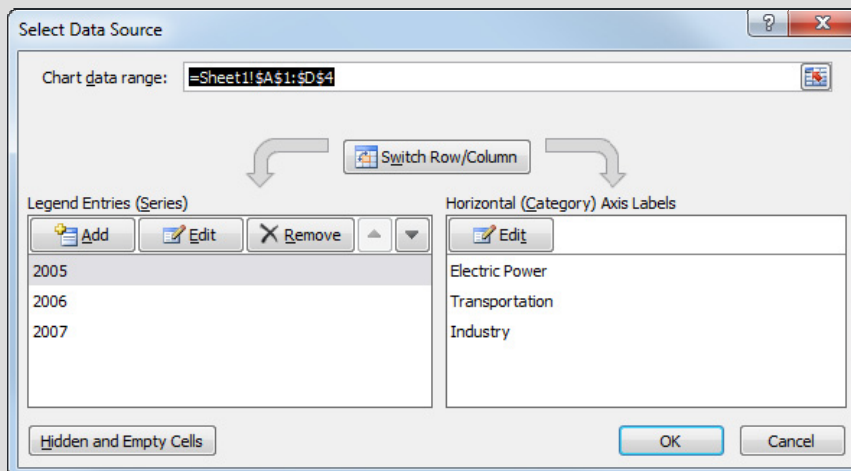 Select Data Source
Chart data range: =Sheet1!$A$1:$D$4
Switch Row/Column
Legend Entries (Series)
Add Edit Remove
2005
2006
2007
Horizontal (Category) Axis Labels
Edit
Electric Power
Transportation
Industry
Hidden and Empty Cells
OK Cancel